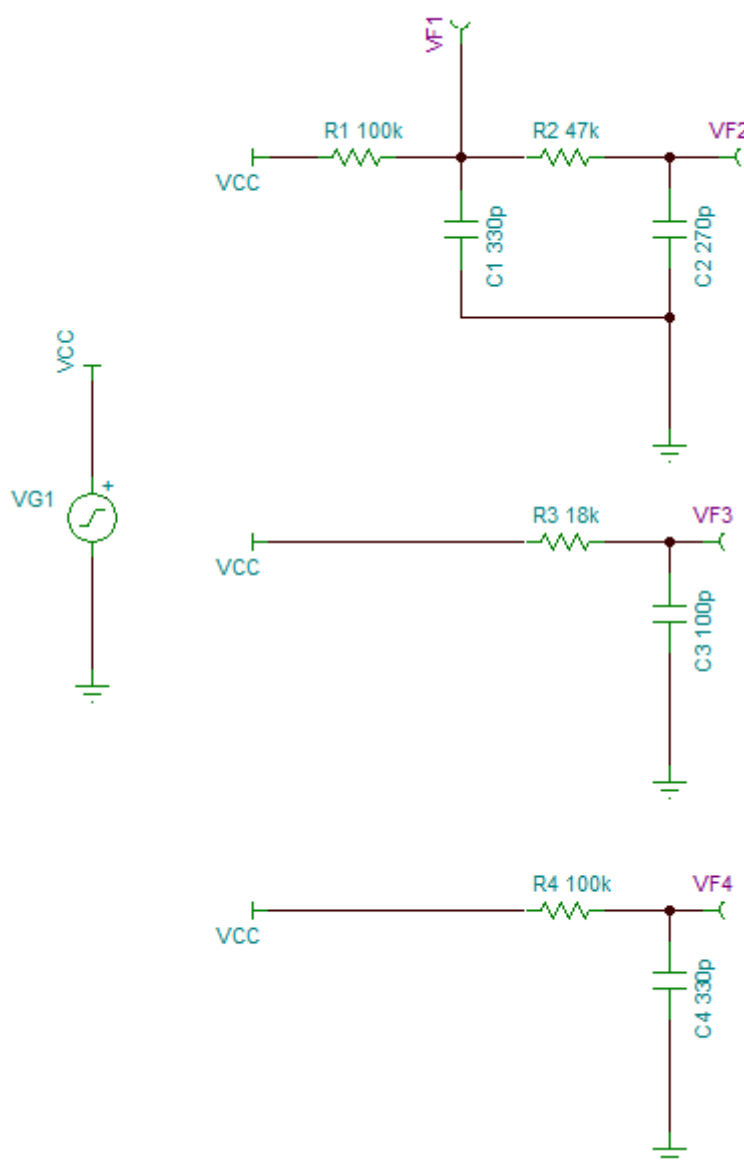 VF1
R1 100k
R2 47k
VF2
VCC
C1 330p
C2 270p
VCC
VG1
+
R3 18k
VF3
VCC
C3 100p
R4 100k
VF4
VCC
C4 330p